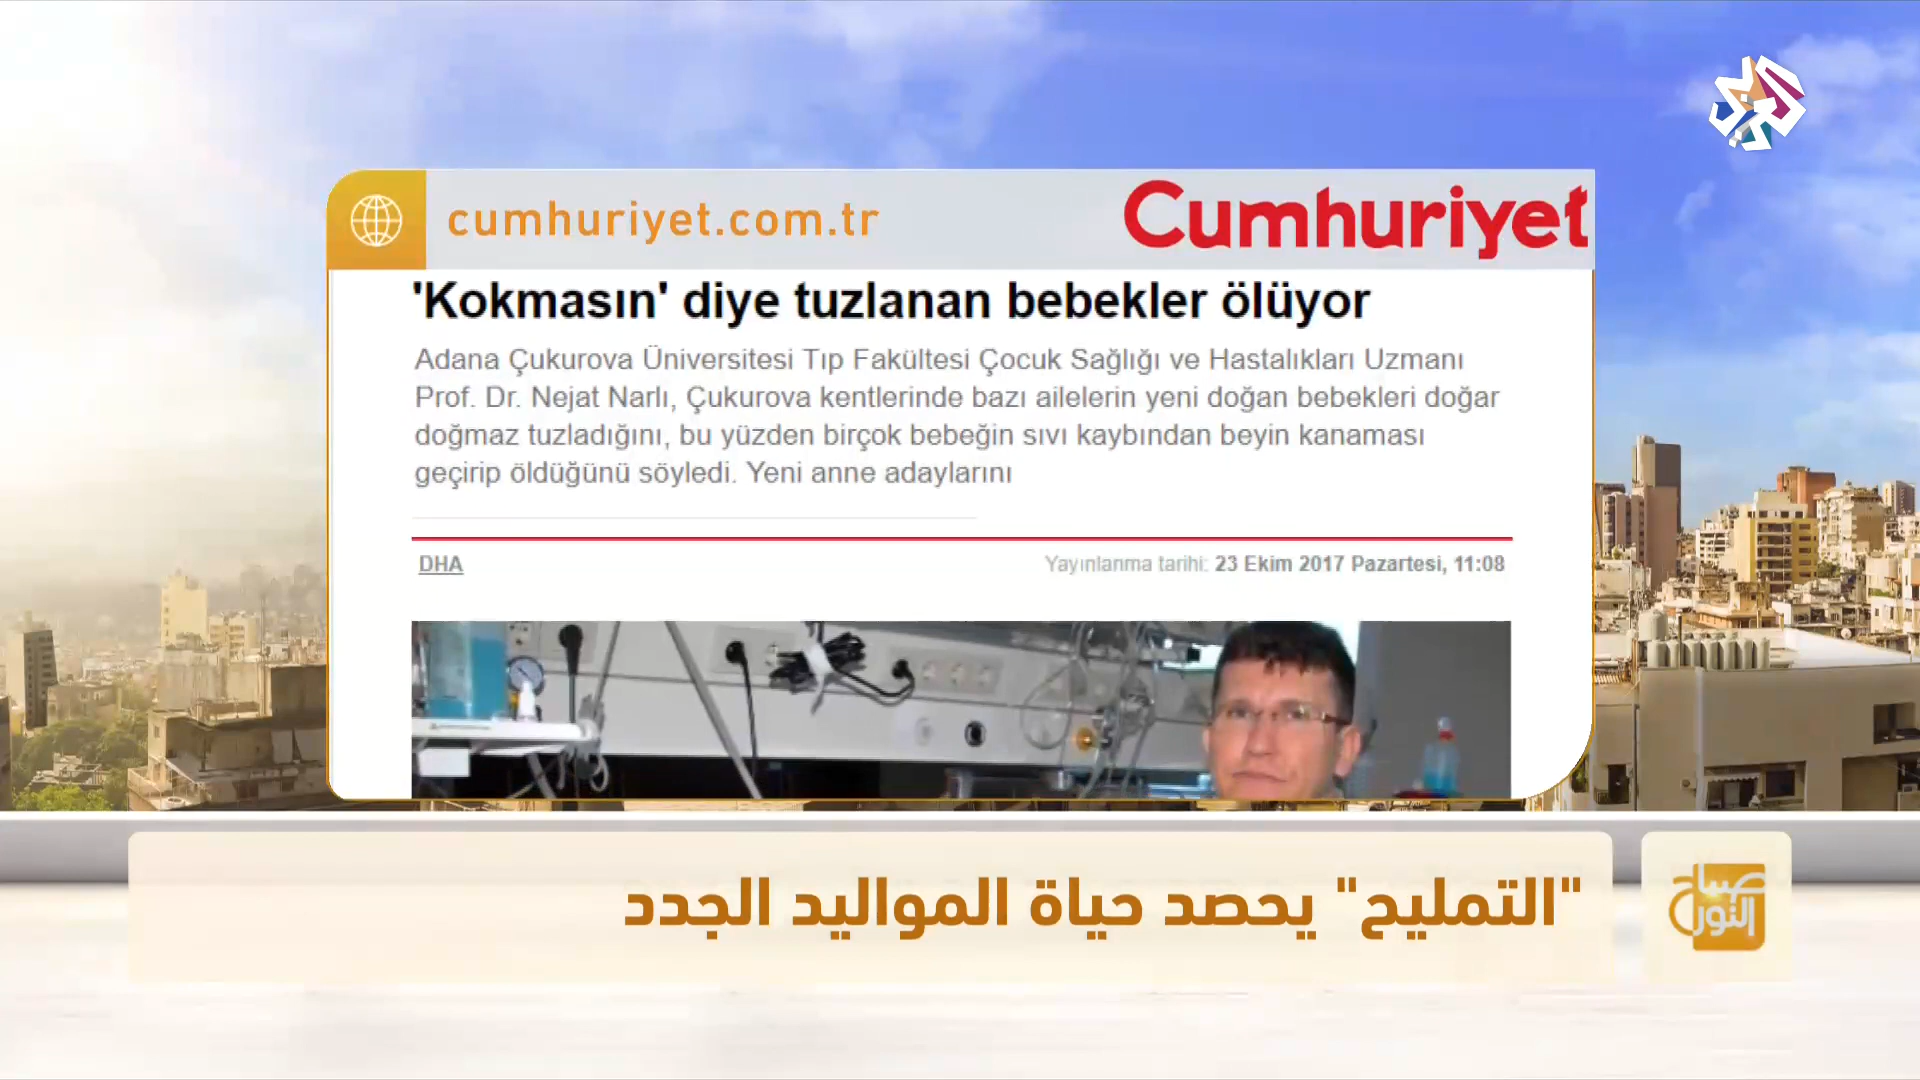 العربي
cumhuriyet.com.tr
Cumhuriyet
'Kokmasın' diye tuzlanan bebekler ölüyor
Adana Çukurova Üniversitesi Tıp Fakültesi Çocuk Sağlığı ve Hastalıkları Uzmanı
Prof. Dr. Nejat Narlı, Çukurova kentlerinde bazı ailelerin yeni doğan bebekleri doğar
doğmaz tuzladığını, bu yüzden birçok bebeğin sıvı kaybından beyin kanaması
geçirip öldüğünü söyledi. Yeni anne adaylarını
DHA
Yayınlanma tarihi: 23 Ekim 2017 Pazartesi, 11:08
"التمليح" يحصد حياة المواليد الجدد
صباح
النور